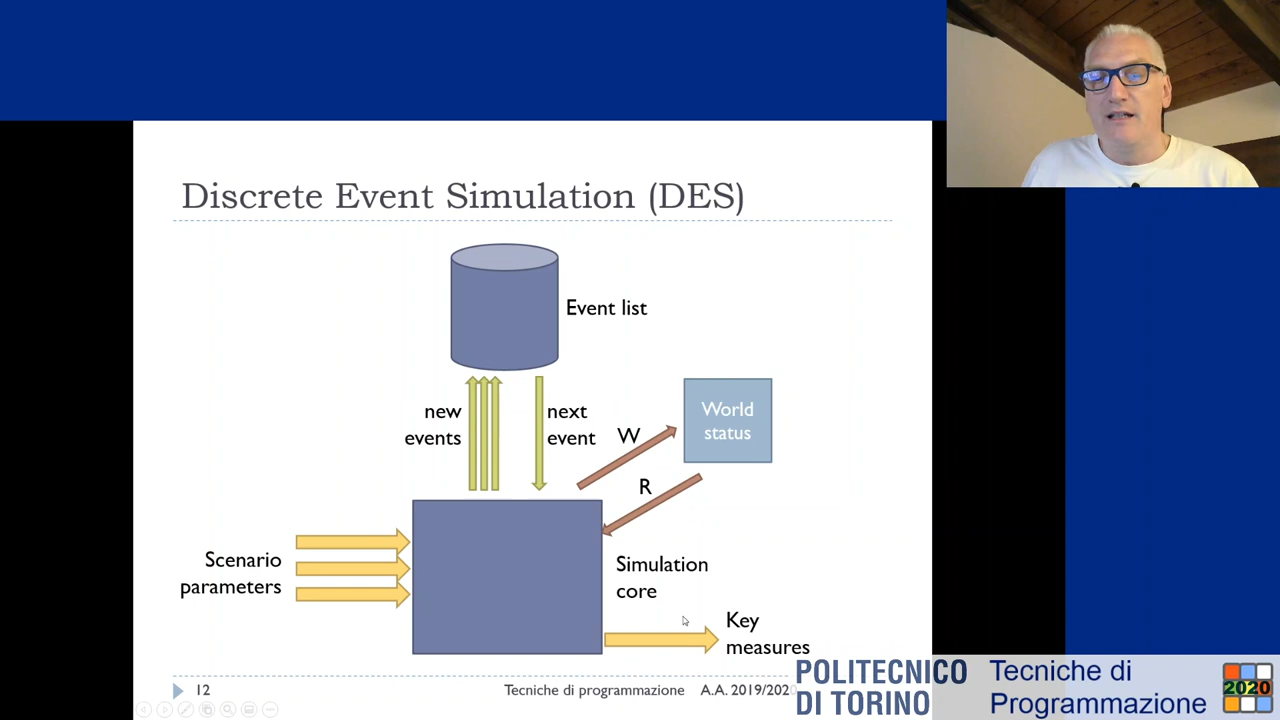 Discrete Event Simulation (DES)
Event list
new
events
next
event
W
R
World
status
Scenario
parameters
Simulation
core
Key
measures
12
Tecniche di programmazione A.A. 2019/2020
POLITECNICO
DI TORINO
Tecniche di
Programmazione
2020